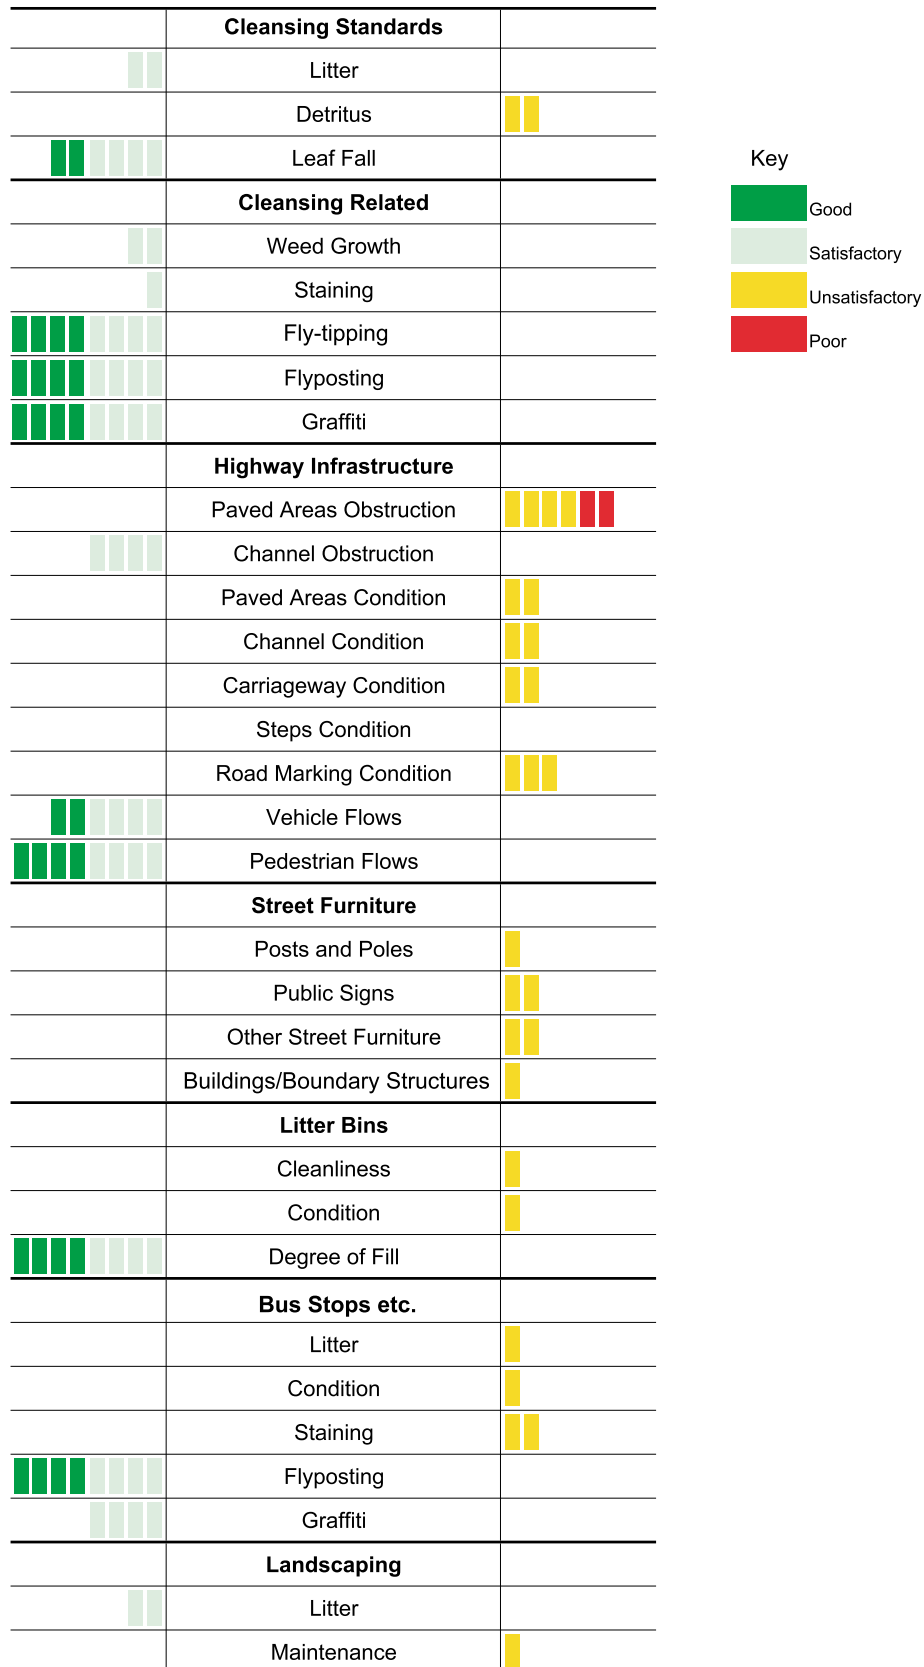 Cleansing Standards
Litter
Detritus
Leaf Fall
Cleansing Related
Weed Growth
Staining
Fly-tipping
Flyposting
Graffiti
Highway Infrastructure
Paved Areas Obstruction
Channel Obstruction
Paved Areas Condition
Channel Condition
Carriageway Condition
Steps Condition
Road Marking Condition
Vehicle Flows
Pedestrian Flows
Street Furniture
Posts and Poles
Public Signs
Other Street Furniture
Buildings/Boundary Structures
Litter Bins
Cleanliness
Condition
Degree of Fill
Bus Stops etc.
Litter
Condition
Staining
Flyposting
Graffiti
Landscaping
Litter
Maintenance
Key
Good
Satisfactory
Unsatisfactory
Poor